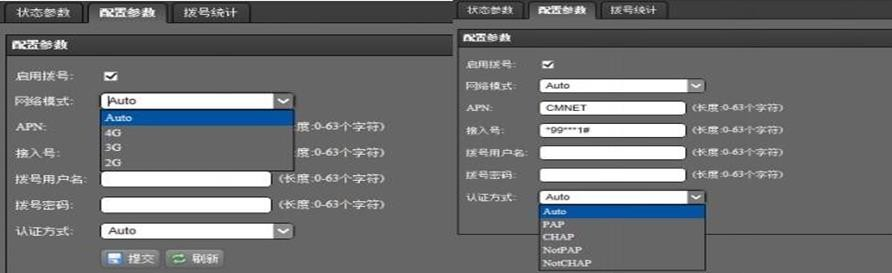 状态参数 配置参数 拨号统计
配置参数
启用拨号:
网络模式: Auto
Auto
4G
3G
2G
APN: 度:0-63个字符)
接入号: 度:0-63个字符)
拨号用户名: (长度:0-63个字符)
拨号密码: (长度:0-63个字符)
认证方式: Auto
提交 刷新
状态参数 配置参数 拨号统计
配置参数
启用拨号:
网络模式: Auto
APN: CMNET (长度:0-63个字符)
接入号: *99***1# (长度:0-63个字符)
拨号用户名: (长度:0-63个字符)
拨号密码: (长度:0-63个字符)
认证方式: Auto
Auto
PAP
CHAP
NotPAP
NotCHAP